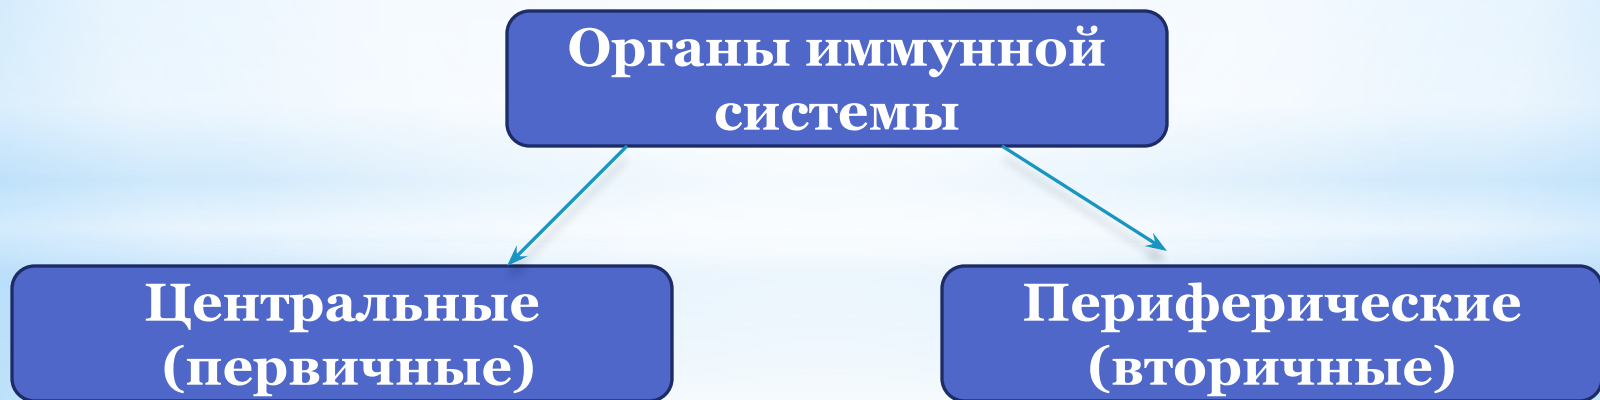 Органы иммунной
системы
Центральные
(первичные)
Периферические
(вторичные)